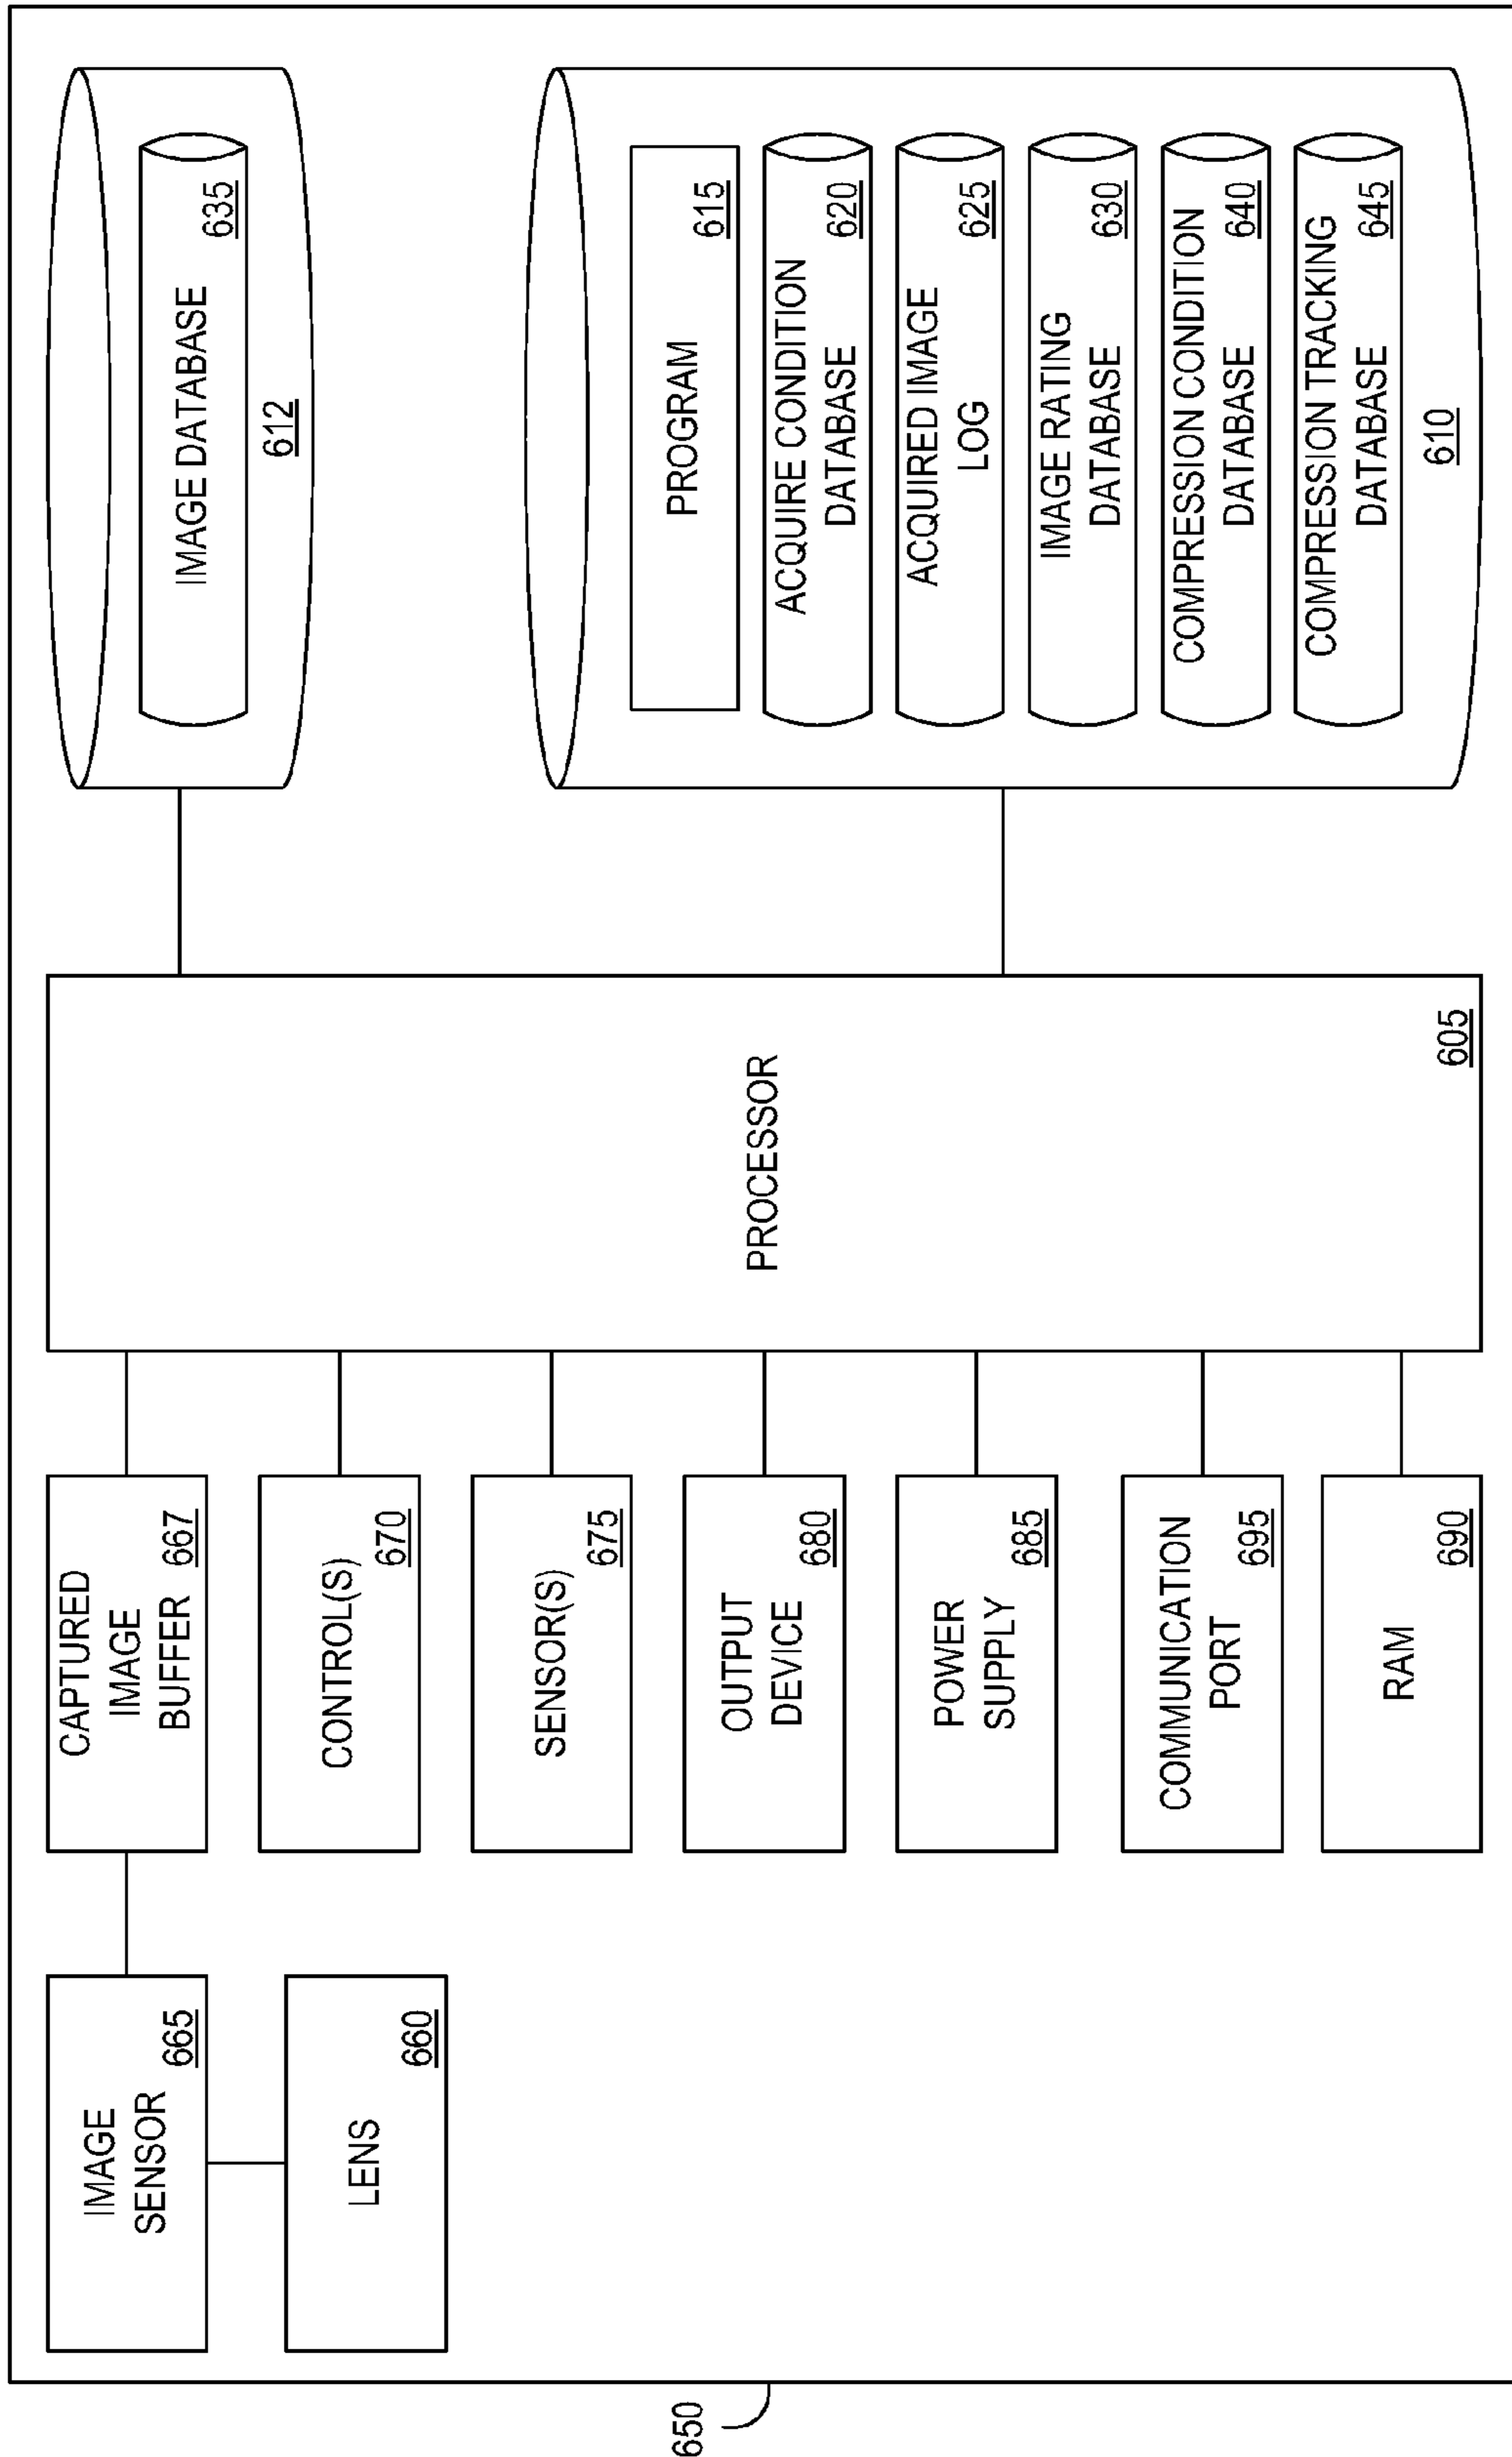 650
IMAGE
SENSOR
665
LENS
660
CAPTURED
IMAGE
BUFFER
667
CONTROL(S)
670
SENSOR(S)
675
OUTPUT
DEVICE
680
POWER
SUPPLY
685
COMMUNICATION
PORT
695
RAM
690
PROCESSOR
605
IMAGE DATABASE
635
612
PROGRAM
615
ACQUIRE CONDITION
DATABASE
620
ACQUIRED IMAGE
LOG
625
IMAGE RATING
DATABASE
630
COMPRESSION CONDITION
DATABASE
640
COMPRESSION TRACKING
DATABASE
645
610